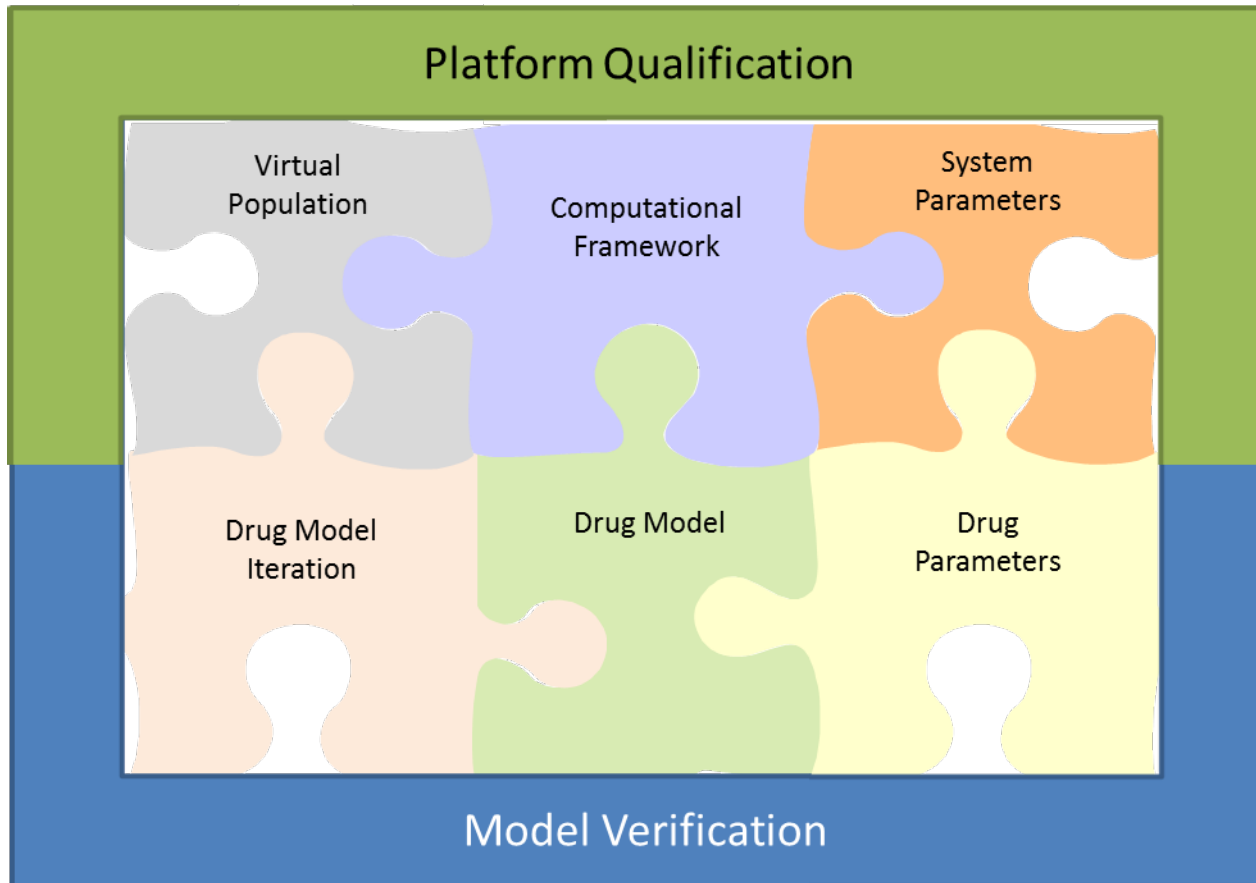 Platform Qualification
Virtual
Population
Computational
Framework
System
Parameters
Drug Model
Iteration
Drug Model
Drug
Parameters
Model Verification